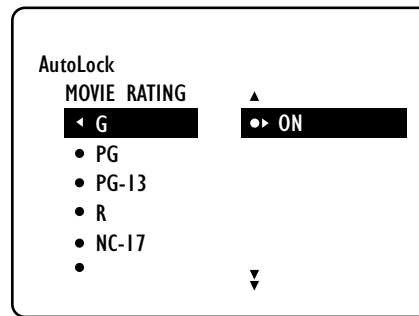 AutoLock
MOVIE RATING
G ON
PG
PG-13
R
NC-17